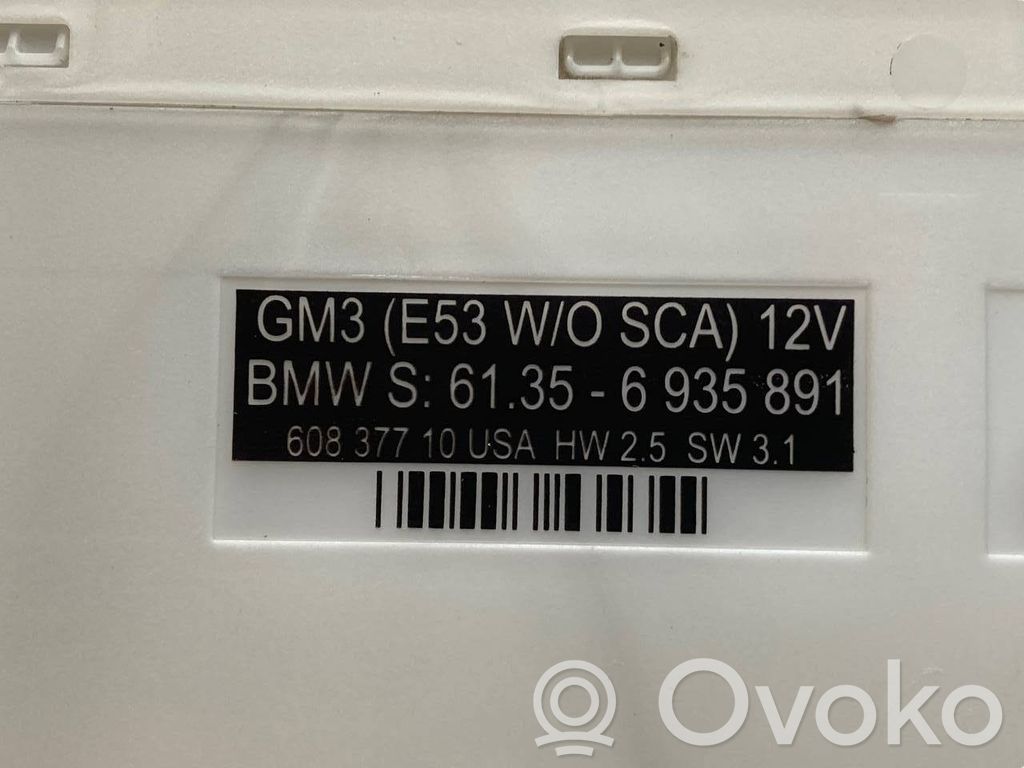 GM3 (E53 W/O SCA) 12V
BMW S: 61.35 - 6 935 891
608 377 10 USA HW 2.5 SW 3.1
Ovoko